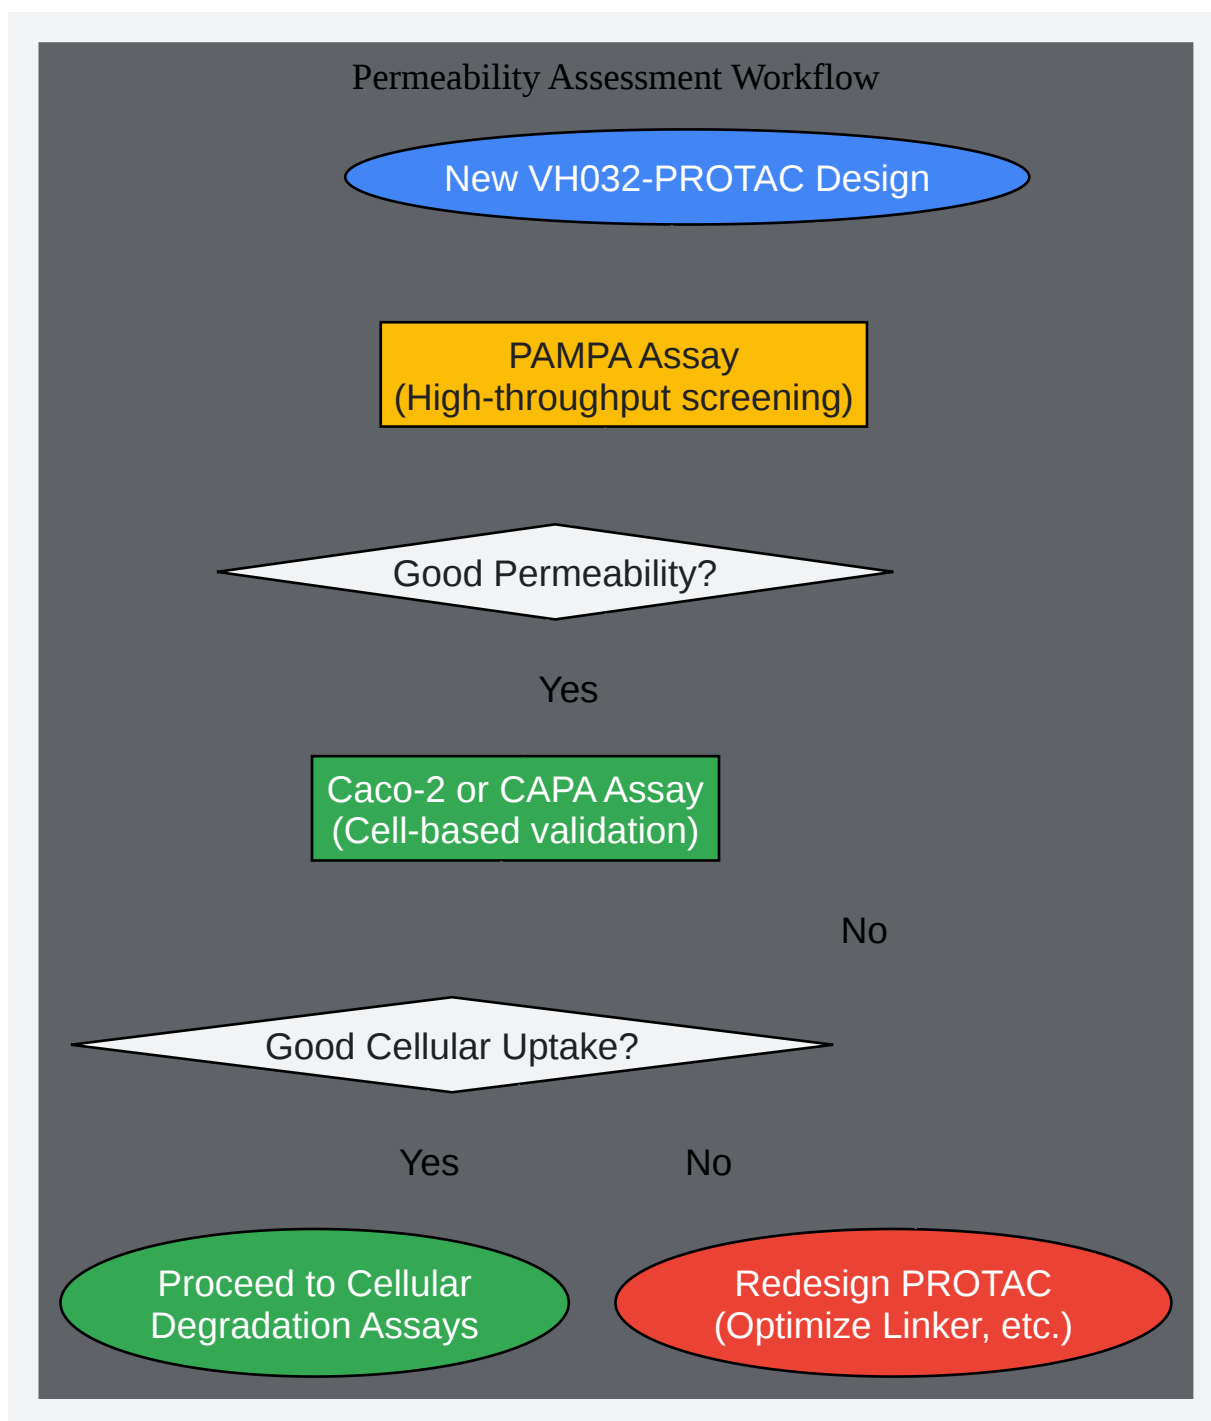 Permeability Assessment Workflow
New VH032-PROTAC Design
PAMPA Assay
(High-throughput screening)
Good Permeability?
Yes
Caco-2 or CAPA Assay
(Cell-based validation)
No
Good Cellular Uptake?
Yes
No
Proceed to Cellular
Degradation Assays
Redesign PROTAC
(Optimize Linker, etc.)